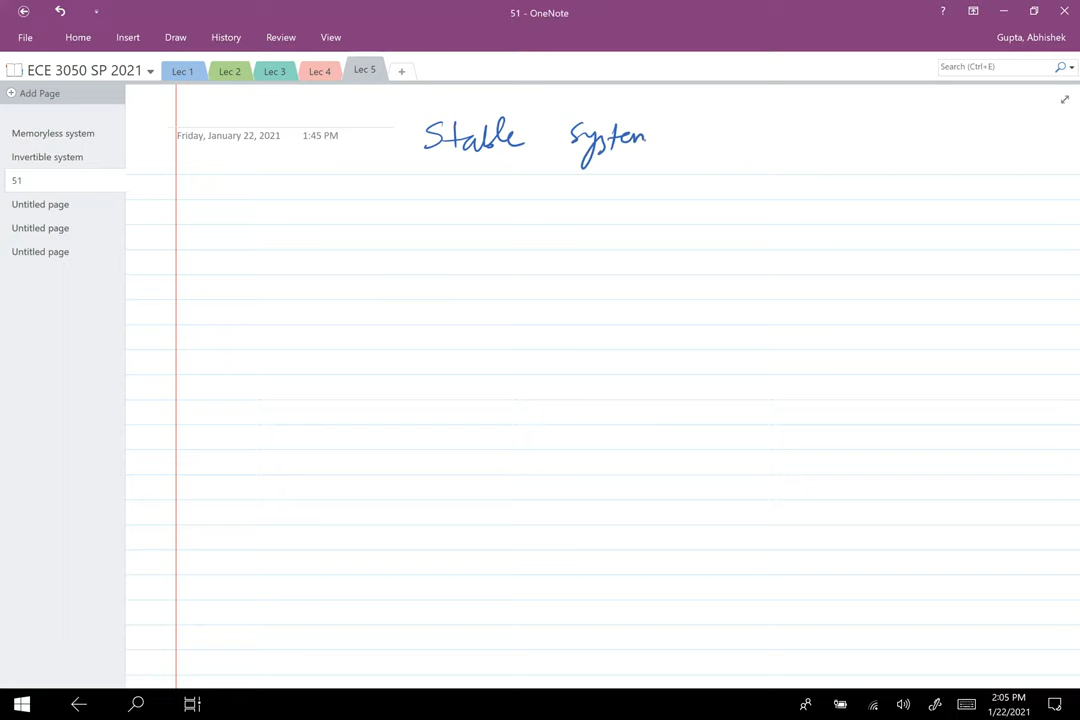 51 - OneNote
?
File Home Insert Draw History Review View
Gupta, Abhishek
ECE 3050 SP 2021 Lec 1 Lec 2 Lec 3 Lec 4 Lec 5 +
Search (Ctrl+E)
Add Page
Memoryless system
Invertible system
51
Untitled page
Untitled page
Untitled page
Friday, January 22, 2021 1:45 PM
Stable System
2:05 PM
1/22/2021